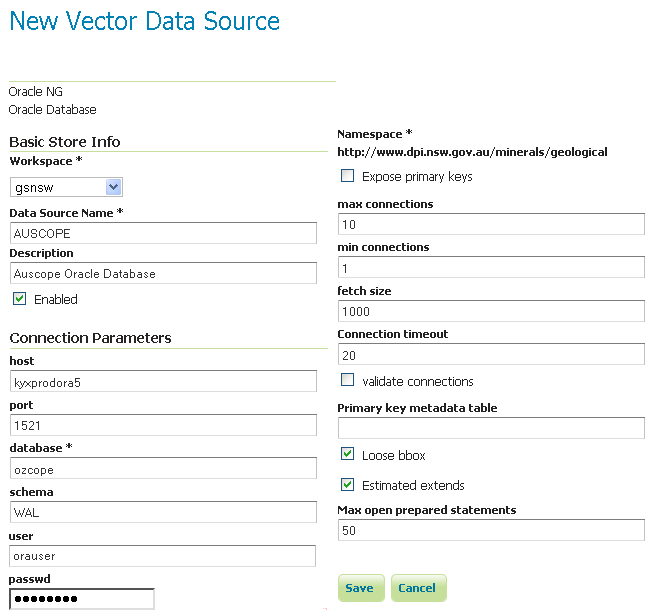 New Vector Data Source
Oracle NG
Oracle Database
Basic Store Info
Workspace *
gsnsw
Data Source Name *
AUSCOPE
Description
Auscope Oracle Database
Enabled
Connection Parameters
host
kyxprodora5
port
1521
database *
ozcope
schema
WAL
user
orauser
passwd
••••••••
Namespace *
http://www.dpi.nsw.gov.au/minerals/geological
Expose primary keys
max connections
10
min connections
1
fetch size
1000
Connection timeout
20
validate connections
Primary key metadata table
Loose bbox
Estimated extends
Max open prepared statements
50
Save Cancel